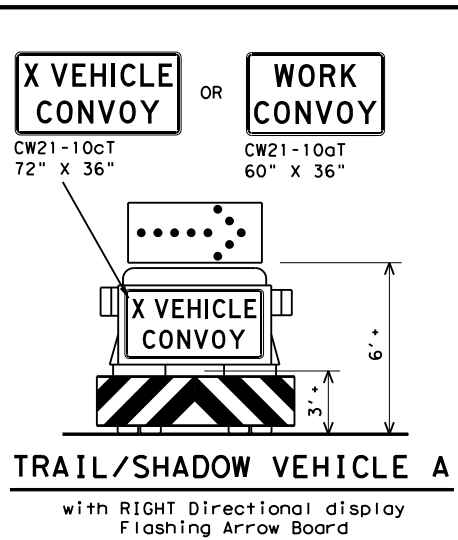 X VEHICLE
CONVOY
OR
WORK
CONVOY
CW21-10cT
72" X 36"
CW21-10aT
60" X 36"
X VEHICLE
CONVOY
6'+
3'+
TRAIL/SHADOW VEHICLE A
with RIGHT Directional display
Flashing Arrow Board